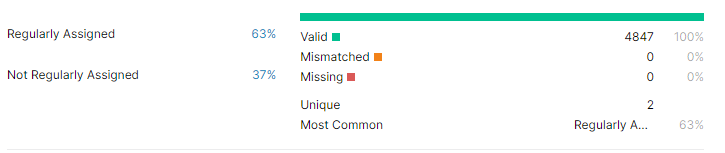 Regularly Assigned 63%
Not Regularly Assigned 37%
Valid 4847 100%
Mismatched 0 0%
Missing 0 0%
Unique 2
Most Common Regularly A... 63%